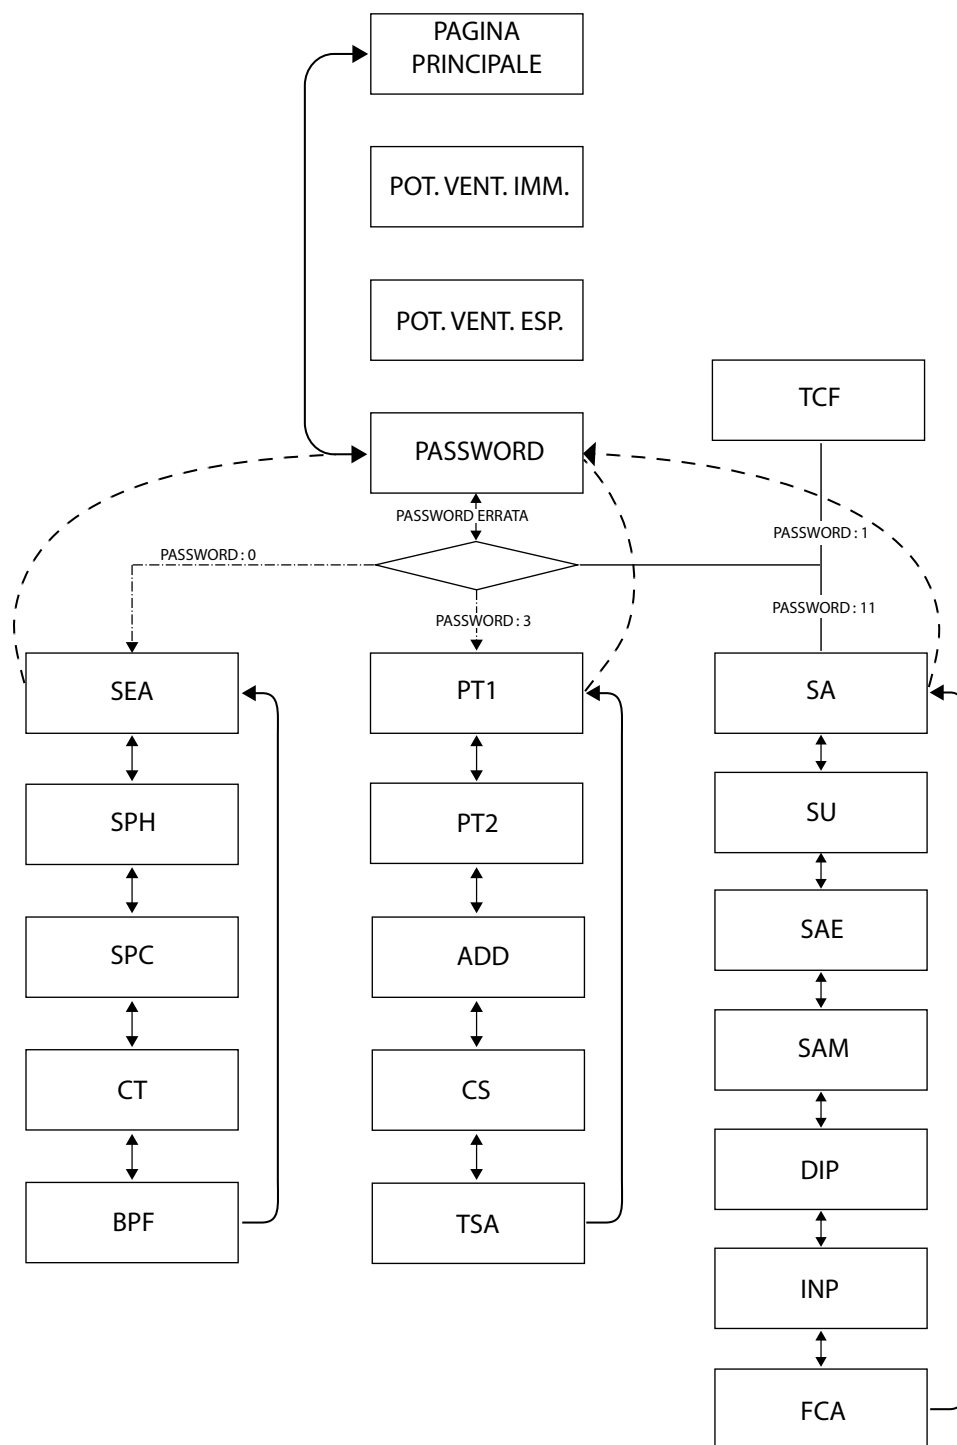 PAGINA
PRINCIPALE
POT. VENT. IMM.
POT. VENT. ESP.
TCF
PASSWORD
PASSWORD ERRATA
PASSWORD : 1
PASSWORD : 0
PASSWORD : 11
PASSWORD : 3
SEA
PT1
SA
SPH
PT2
SU
SPC
ADD
SAE
CT
CS
SAM
BPF
TSA
DIP
INP
FCA